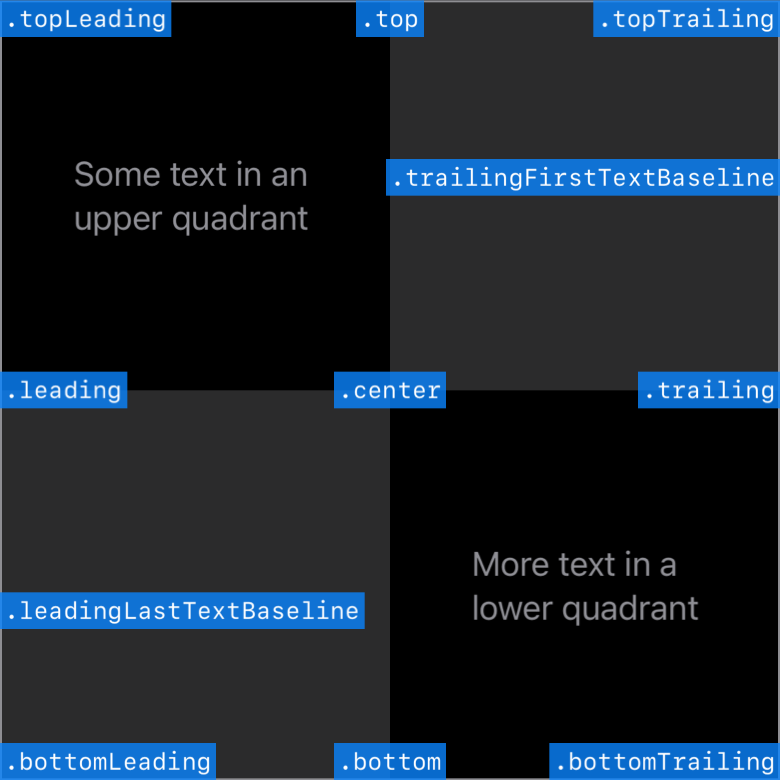 .topLeading .top .topTrailing
Some text in an
.trailingFirstTextBaseline
upper quadrant
.leading .center .trailing
More text in a
lower quadrant
.leadingLastTextBaseline
.bottomLeading .bottom .bottomTrailing